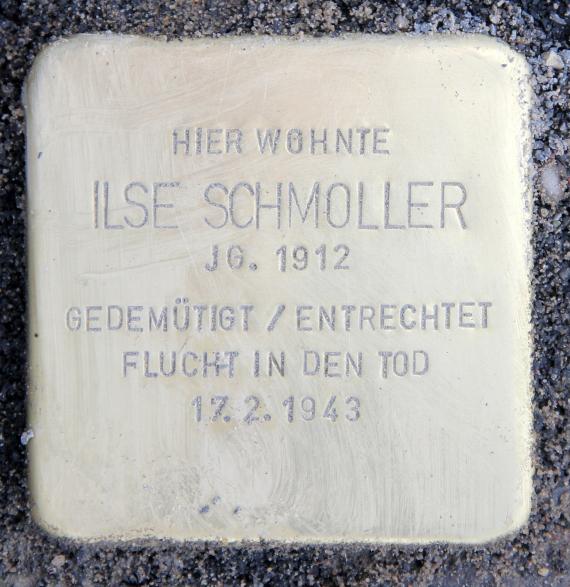 HIER WOHNTE
ILSE SCHMOLLER
JG. 1912
GEDEMÜTIGT / ENTRECHTET
FLUCHT IN DEN TOD
17.2.1943